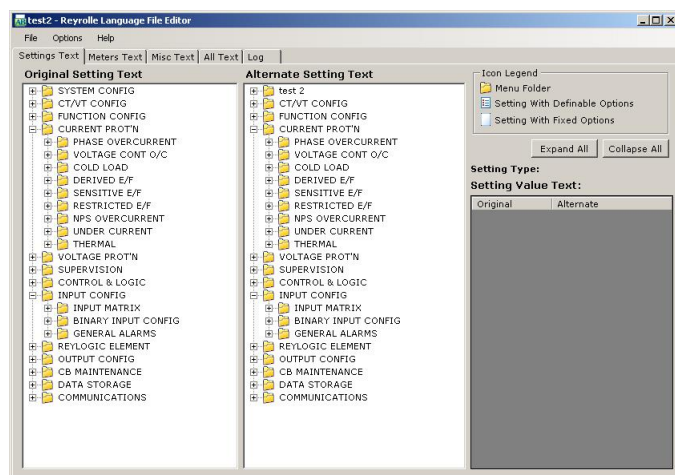 test2 - Reyrolle Language File Editor
File Options Help
Settings Text Meters Text Misc Text All Text Log
Original Setting Text
SYSTEM CONFIG
CT/VT CONFIG
FUNCTION CONFIG
CURRENT PROT'N
PHASE OVERCURRENT
VOLTAGE CONT O/C
COLD LOAD
DERIVED E/F
SENSITIVE E/F
RESTRICTED E/F
NPS OVERCURRENT
UNDER CURRENT
THERMAL
VOLTAGE PROT'N
SUPERVISION
CONTROL & LOGIC
INPUT CONFIG
INPUT MATRIX
BINARY INPUT CONFIG
GENERAL ALARMS
REYLOGIC ELEMENT
OUTPUT CONFIG
CB MAINTENANCE
DATA STORAGE
COMMUNICATIONS
Alternate Setting Text
test 2
CT/VT CONFIG
FUNCTION CONFIG
CURRENT PROT'N
PHASE OVERCURRENT
VOLTAGE CONT O/C
COLD LOAD
DERIVED E/F
SENSITIVE E/F
RESTRICTED E/F
NPS OVERCURRENT
UNDER CURRENT
THERMAL
VOLTAGE PROT'N
SUPERVISION
CONTROL & LOGIC
INPUT CONFIG
INPUT MATRIX
BINARY INPUT CONFIG
GENERAL ALARMS
REYLOGIC ELEMENT
OUTPUT CONFIG
CB MAINTENANCE
DATA STORAGE
COMMUNICATIONS
Icon Legend
Menu Folder
Setting With Definable Options
Setting With Fixed Options
Expand All Collapse All
Setting Type:
Setting Value Text:
Original Alternate